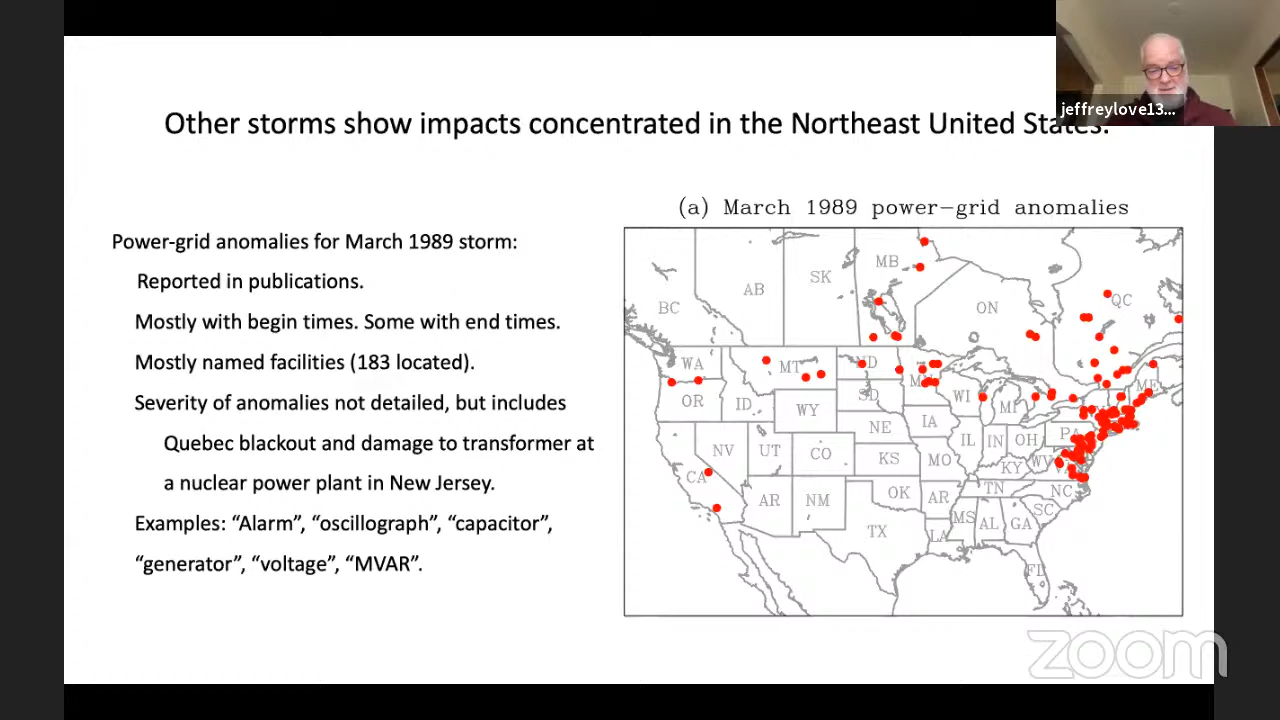 jeffreylove13...
Other storms show impacts concentrated in the Northeast United States.
(a) March 1989 power-grid anomalies
Power-grid anomalies for March 1989 storm:
Reported in publications.
Mostly with begin times. Some with end times.
Mostly named facilities (183 located).
Severity of anomalies not detailed, but includes
Quebec blackout and damage to transformer at
a nuclear power plant in New Jersey.
Examples: “Alarm”, “oscillograph”, “capacitor”,
“generator”, “voltage”, “MVAR”.
BC AB SK MB ON QC
WA MT ND MN WI MI ME
OR ID WY SD
NE IA IL IN OH PA
NV UT CO KS MO KY WV VA
CA AR NM OK AR TN NC
TX LA MS AL GA SC
FL
zoom